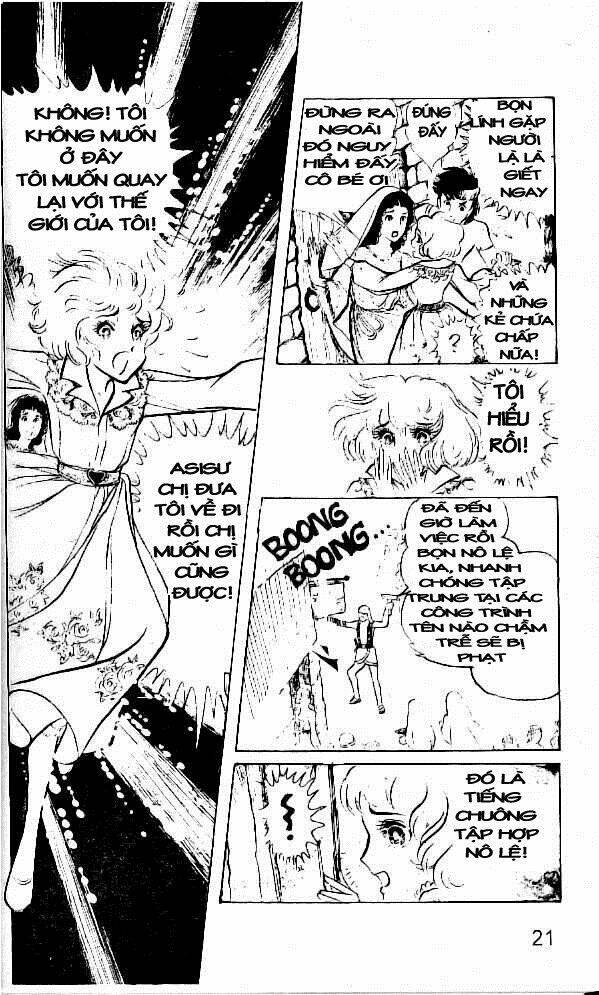 KHÔNG! TÔI
KHÔNG MUỐN
Ở ĐÂY
TÔI MUỐN QUAY
LẠI VỚI THẾ
GIỚI CỦA TÔI!
ASISƯ
CHỊ ĐƯA
TÔI VỀ ĐI
RỒI CHỊ
MUỐN GÌ
CŨNG
ĐƯỢC!
ĐỪNG RA
NGOÀI
ĐÓ NGUY
HIỂM ĐẤY
CÔ BÉ ƠI
ĐÚNG
ĐẤY
BỌN
LÍNH GẶP
NGƯỜI
LẠ LÀ
GIẾT
NGAY
VÀ
NHỮNG
KẺ CHỨA
CHẤP
NỮA!
?
TÔI
HIỂU
RỒI!
BOONG
BOONG...
ĐÃ ĐẾN
GIỜ LÀM
VIỆC RỒI
BỌN NÔ LỆ
KIA, NHANH
CHÓNG TẬP
TRUNG TẠI CÁC
CÔNG TRÌNH
TÊN NÀO CHẬM
TRỄ SẼ BỊ
PHẠT
ĐÓ LÀ
TIẾNG
CHUÔNG
TẬP HỢP
NÔ LỆ!
21